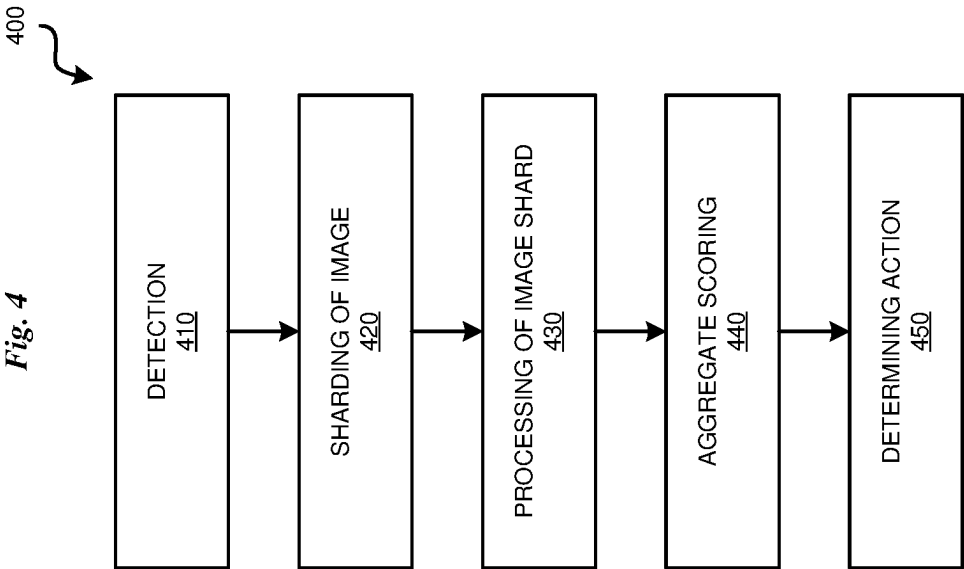 Fig. 4
400
DETECTION
410
SHARDING OF IMAGE
420
PROCESSING OF IMAGE SHARD
430
AGGREGATE SCORING
440
DETERMINING ACTION
450